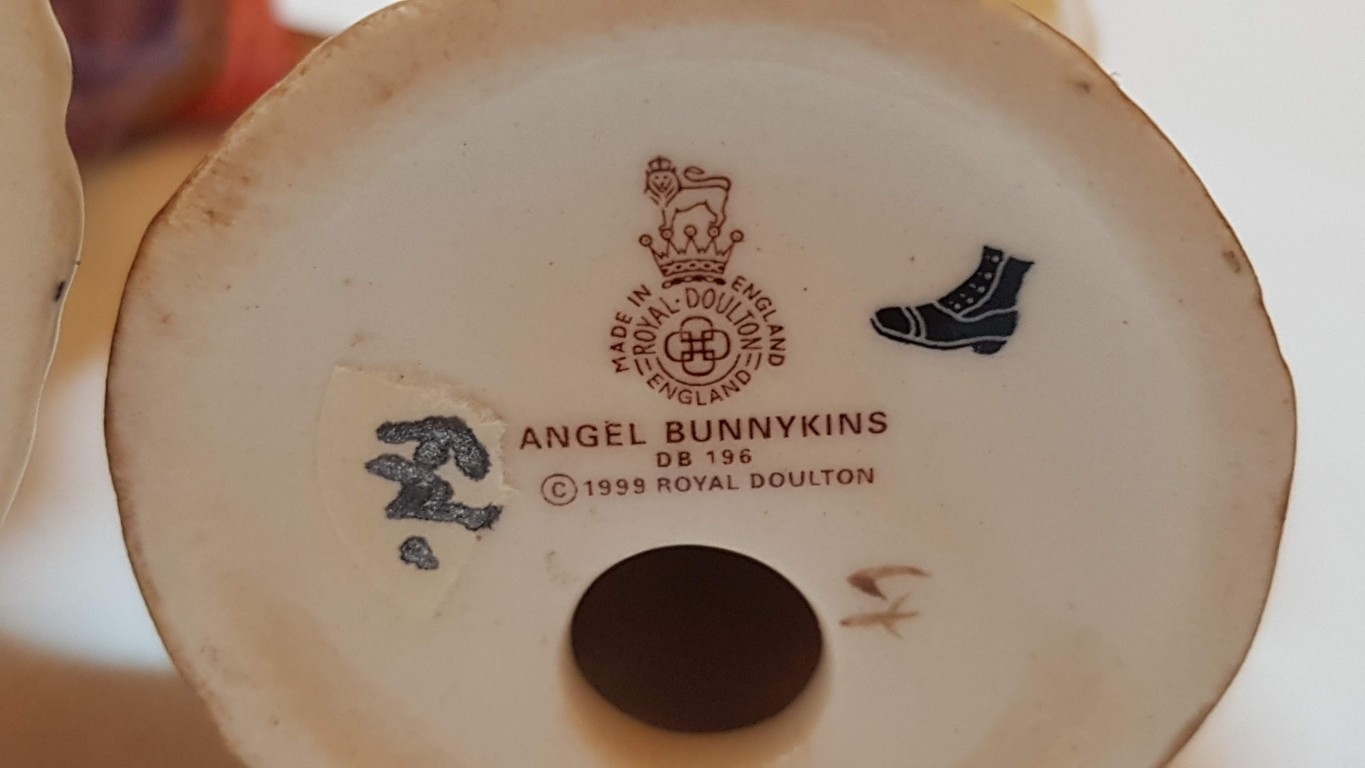 MADE IN ENGLAND
ROYAL · DOULTON
ENGLAND
ANGEL BUNNYKINS
DB 196
© 1999 ROYAL DOULTON